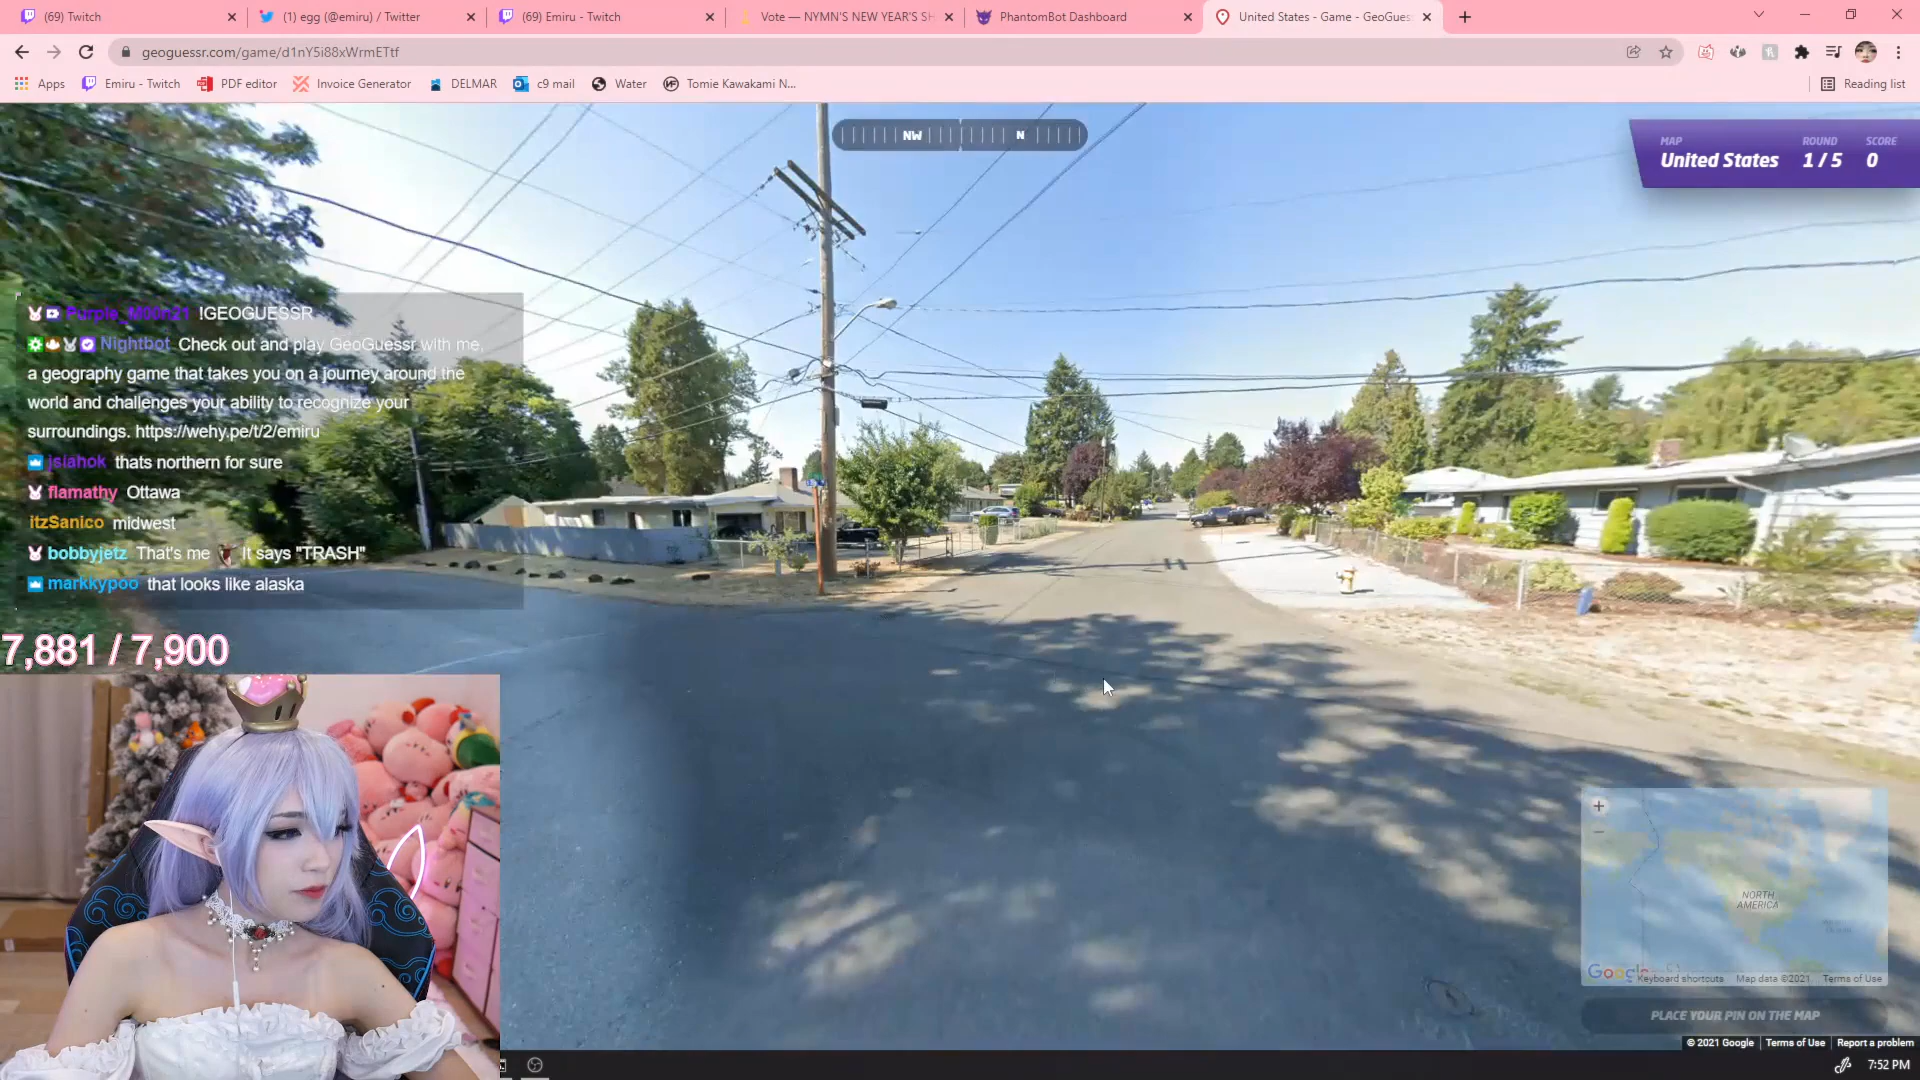 (69) Twitch
(1) egg (@emiru) / Twitter
(69) Emiru - Twitch
Vote — NYMN'S NEW YEAR'S SH
PhantomBot Dashboard
United States - Game - GeoGues
geoguessr.com/game/d1nY5i88xWrmETtf
Apps
Emiru - Twitch
PDF editor
Invoice Generator
DELMAR
c9 mail
Water
Tomie Kawakami N...
Reading list
NW
N
MAP
United States
ROUND
1 / 5
SCORE
0
Purple_M00n21 !GEOGUESSR
Nightbot Check out and play GeoGuessr with me,
a geography game that takes you on a journey around the
world and challenges your ability to recognize your
surroundings. https://wehy.pe/t/2/emiru
jsiahok thats northern for sure
flamathy Ottawa
itzSanico midwest
bobbyjetz That's me It says "TRASH"
markkypoo that looks like alaska
7,881 / 7,900
+
−
NORTH
AMERICA
Google
Keyboard shortcuts
Map data ©2021
Terms of Use
PLACE YOUR PIN ON THE MAP
© 2021 Google
Terms of Use
Report a problem
7:52 PM